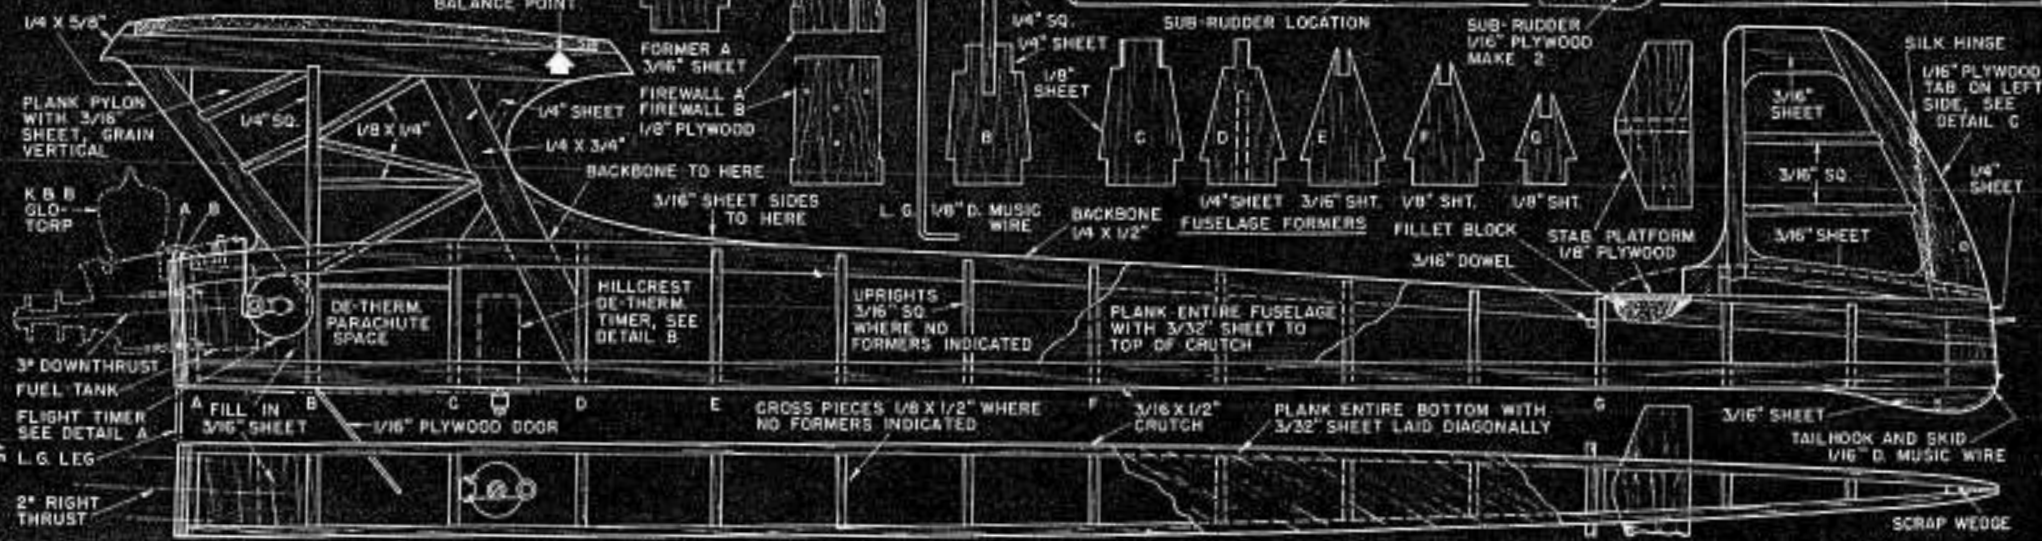 BALANCE POINT
1/4 X 5/8"
PLANK PYLON
WITH 3/16"
SHEET, GRAIN
VERTICAL
K & B
GLO-
TORP
A
B
1/4" SQ.
1/8 X 1/4"
1/4" SHEET
1/4 X 3/4"
BACKBONE TO HERE
FORMER A
3/16" SHEET
FIREWALL A
FIREWALL B
1/8" PLYWOOD
3/16" SHEET SIDES
TO HERE
L. G.
1/8" D. MUSIC
WIRE
1/4" SQ.
1/4" SHEET
1/8"
SHEET
SUB-RUDDER LOCATION
SUB-RUDDER
1/16" PLYWOOD
MAKE 2
B
C
D
E
F
G
1/4" SHEET
3/16" SHT.
1/8" SHT.
1/8" SHT.
FUSELAGE FORMERS
BACKBONE
1/4 X 1/2"
FILLET BLOCK
3/16" DOWEL
STAB. PLATFORM
1/8" PLYWOOD
3/16"
SHEET
3/16" SQ.
3/16" SHEET
SILK HINGE
1/16" PLYWOOD
TAB ON LEFT
SIDE, SEE
DETAIL C
1/4"
SHEET
DE-THERM.
PARACHUTE
SPACE
HILLCREST
DE-THERM.
TIMER, SEE
DETAIL B
UPRIGHTS
3/16" SQ.
WHERE NO
FORMERS INDICATED
PLANK ENTIRE FUSELAGE
WITH 3/32" SHEET TO
TOP OF CRUTCH
3° DOWNTHRUST
FUEL TANK
FLIGHT TIMER
SEE DETAIL A
L.G. LEG
2° RIGHT
THRUST
A
B
C
D
E
F
G
FILL IN
3/16" SHEET
1/16" PLYWOOD DOOR
CROSS PIECES 1/8 X 1/2" WHERE
NO FORMERS INDICATED
3/16 X 1/2"
CRUTCH
PLANK ENTIRE BOTTOM WITH
3/32" SHEET LAID DIAGONALLY
3/16" SHEET
TAILHOOK AND SKID
1/16" D. MUSIC WIRE
SCRAP WEDGE